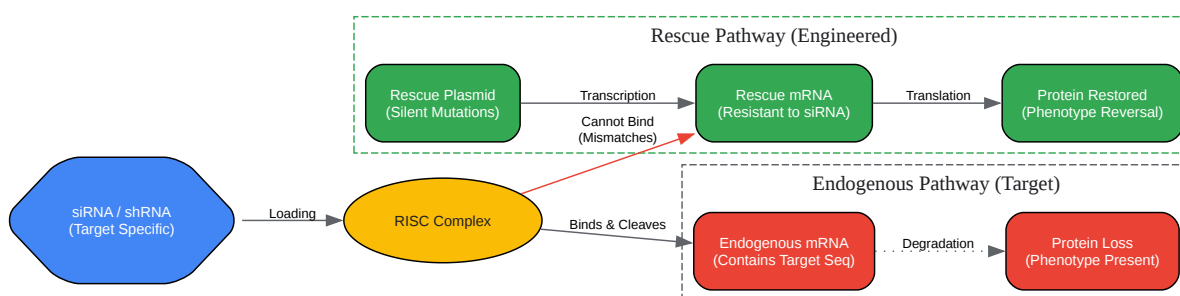 Rescue Pathway (Engineered)
Rescue Plasmid
(Silent Mutations)
Transcription
Rescue mRNA
(Resistant to siRNA)
Translation
Protein Restored
(Phenotype Reversal)
Cannot Bind
(Mismatches)
siRNA / shRNA
(Target Specific)
Loading
RISC Complex
Binds & Cleaves
Endogenous Pathway (Target)
Endogenous mRNA
(Contains Target Seq)
Degradation
Protein Loss
(Phenotype Present)